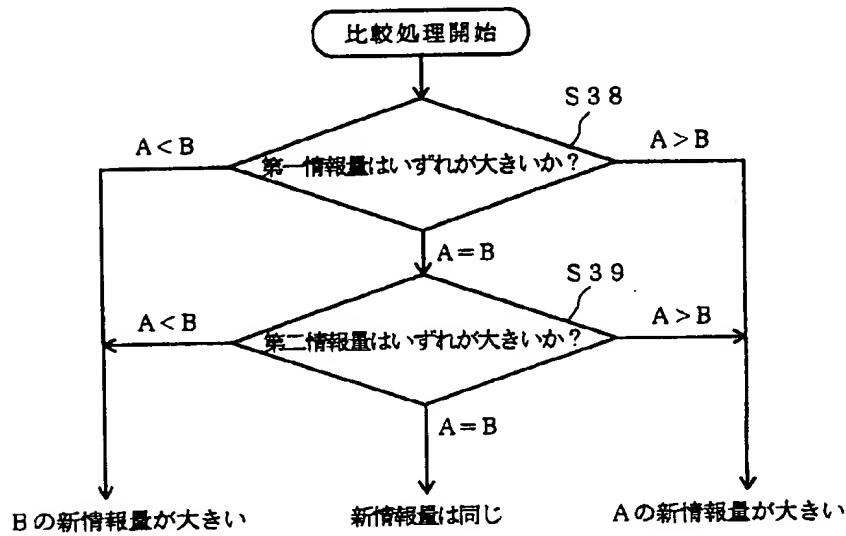 比較処理開始
S38
A<B
第一情報量はいずれが大きいか?
A>B
A=B
S39
A<B
第二情報量はいずれが大きいか?
A>B
A=B
Bの新情報量が大きい
新情報量は同じ
Aの新情報量が大きい